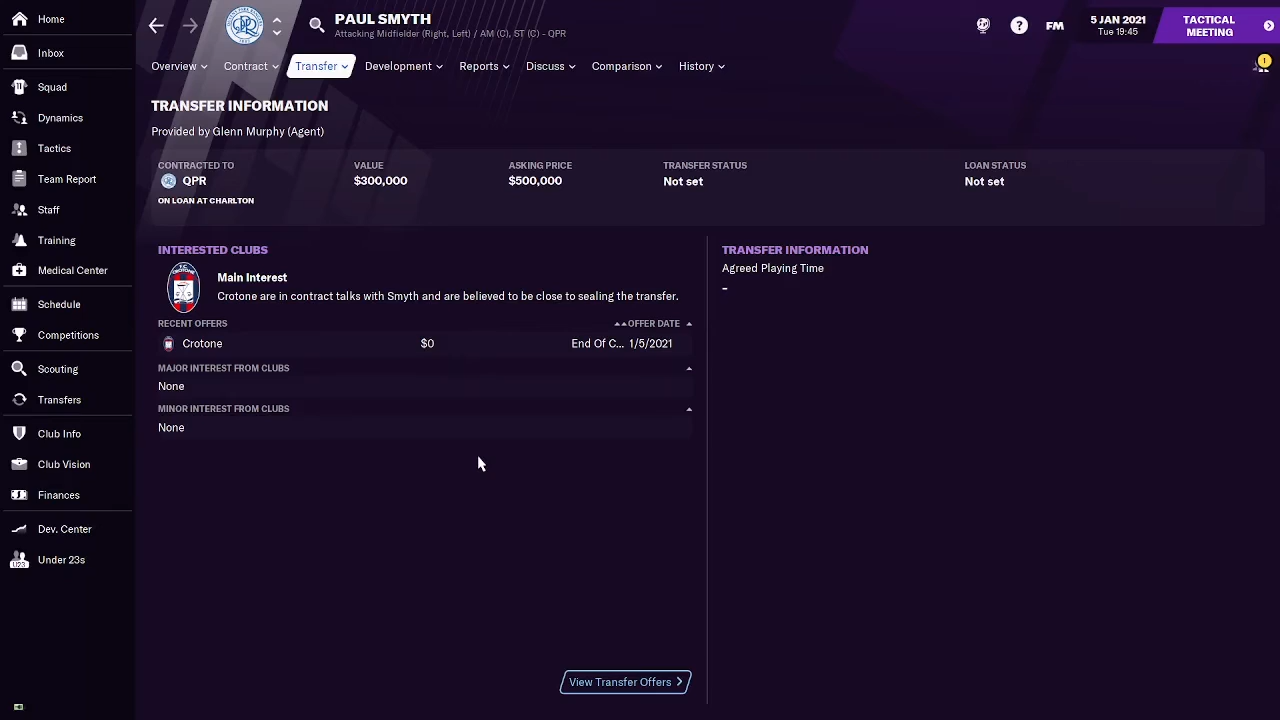 Home
Inbox
Squad
Dynamics
Tactics
Team Report
Staff
Training
Medical Center
Schedule
Competitions
Scouting
Transfers
Club Info
Club Vision
Finances
Dev. Center
Under 23s
PAUL SMYTH
Attacking Midfielder (Right, Left) / AM (C), ST (C) - QPR
FM
5 JAN 2021
Tue 19:45
TACTICAL
MEETING
Overview
Contract
Transfer
Development
Reports
Discuss
Comparison
History
TRANSFER INFORMATION
Provided by Glenn Murphy (Agent)
CONTRACTED TO
QPR
ON LOAN AT CHARLTON
VALUE
$300,000
ASKING PRICE
$500,000
TRANSFER STATUS
Not set
LOAN STATUS
Not set
INTERESTED CLUBS
Main Interest
Crotone are in contract talks with Smyth and are believed to be close to sealing the transfer.
RECENT OFFERS OFFER DATE
Crotone $0 End Of C... 1/5/2021
MAJOR INTEREST FROM CLUBS
None
MINOR INTEREST FROM CLUBS
None
View Transfer Offers
TRANSFER INFORMATION
Agreed Playing Time
-